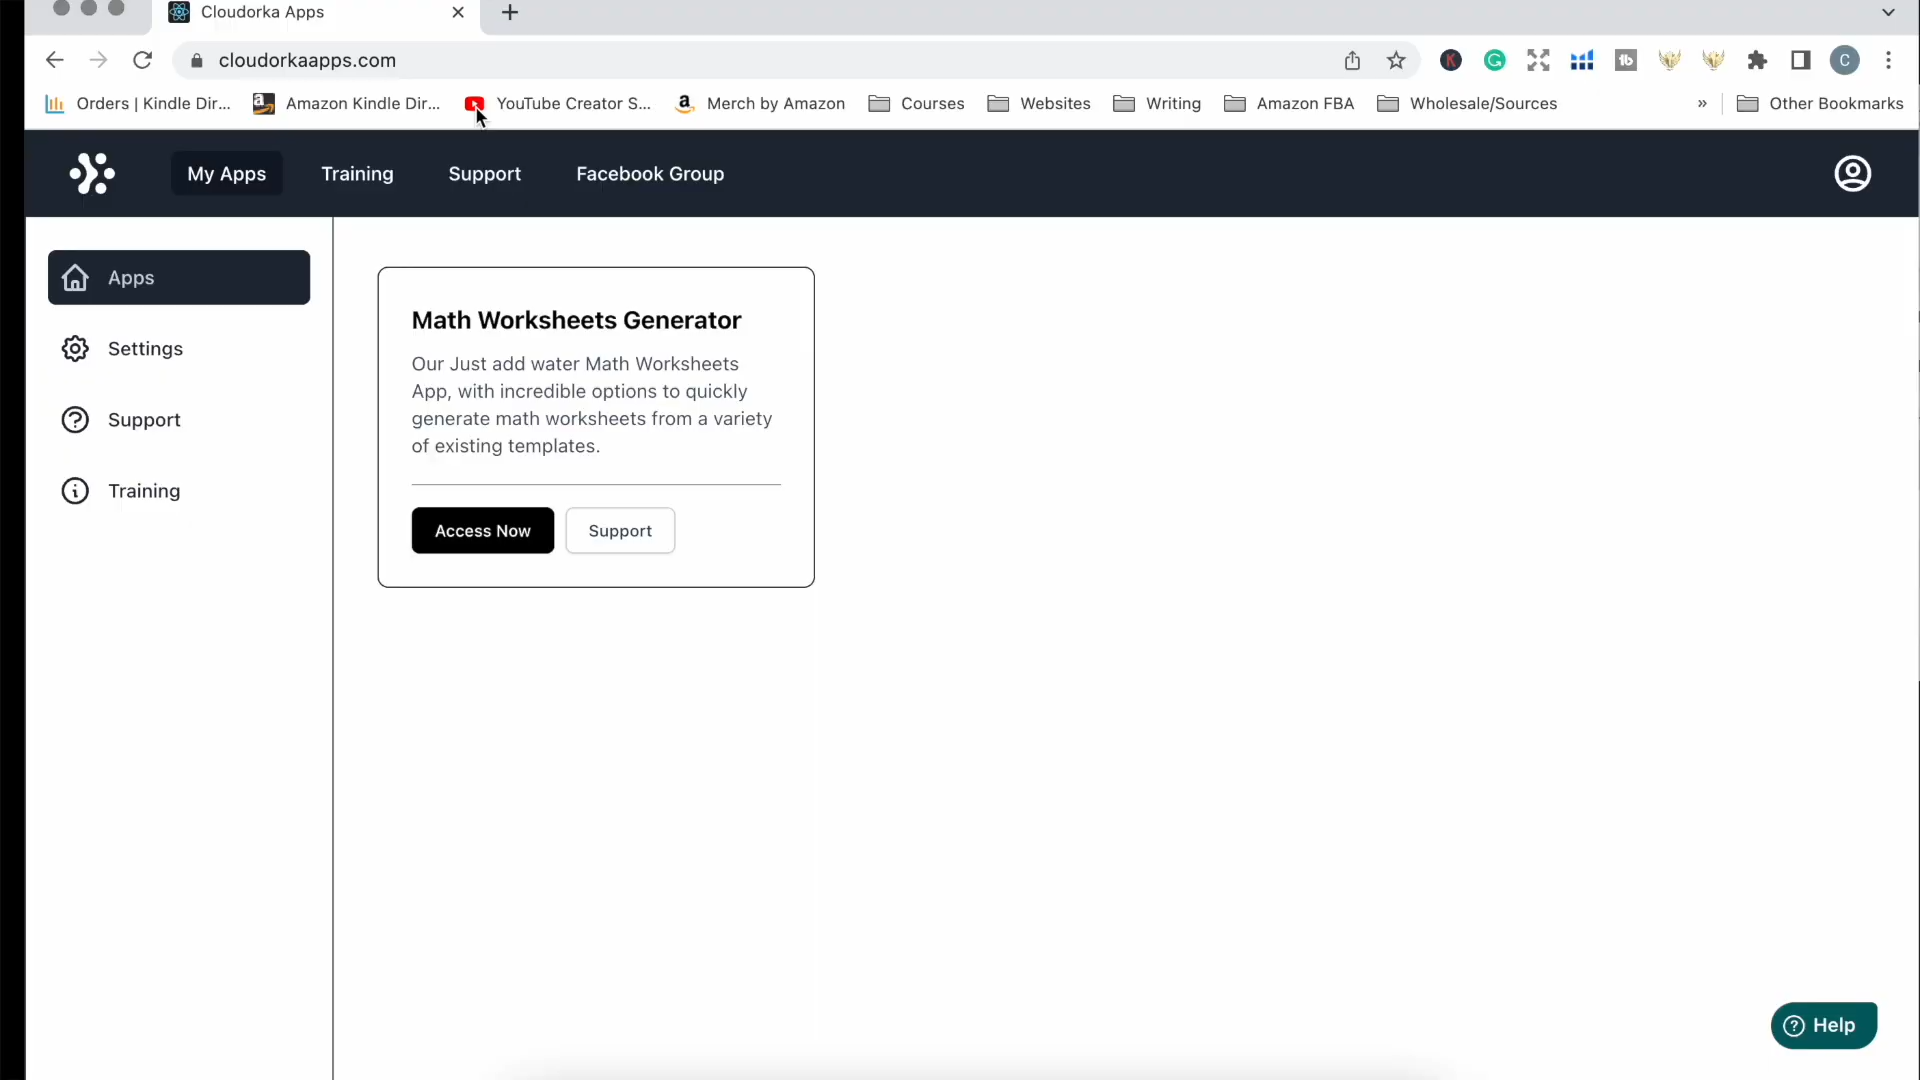 Cloudorka Apps
cloudorkaapps.com
Orders | Kindle Dir... Amazon Kindle Dir... YouTube Creator S... Merch by Amazon Courses Websites Writing Amazon FBA Wholesale/Sources » Other Bookmarks
My Apps Training Support Facebook Group
Apps
Settings
Support
Training
Math Worksheets Generator
Our Just add water Math Worksheets
App, with incredible options to quickly
generate math worksheets from a variety
of existing templates.
Access Now Support
Help